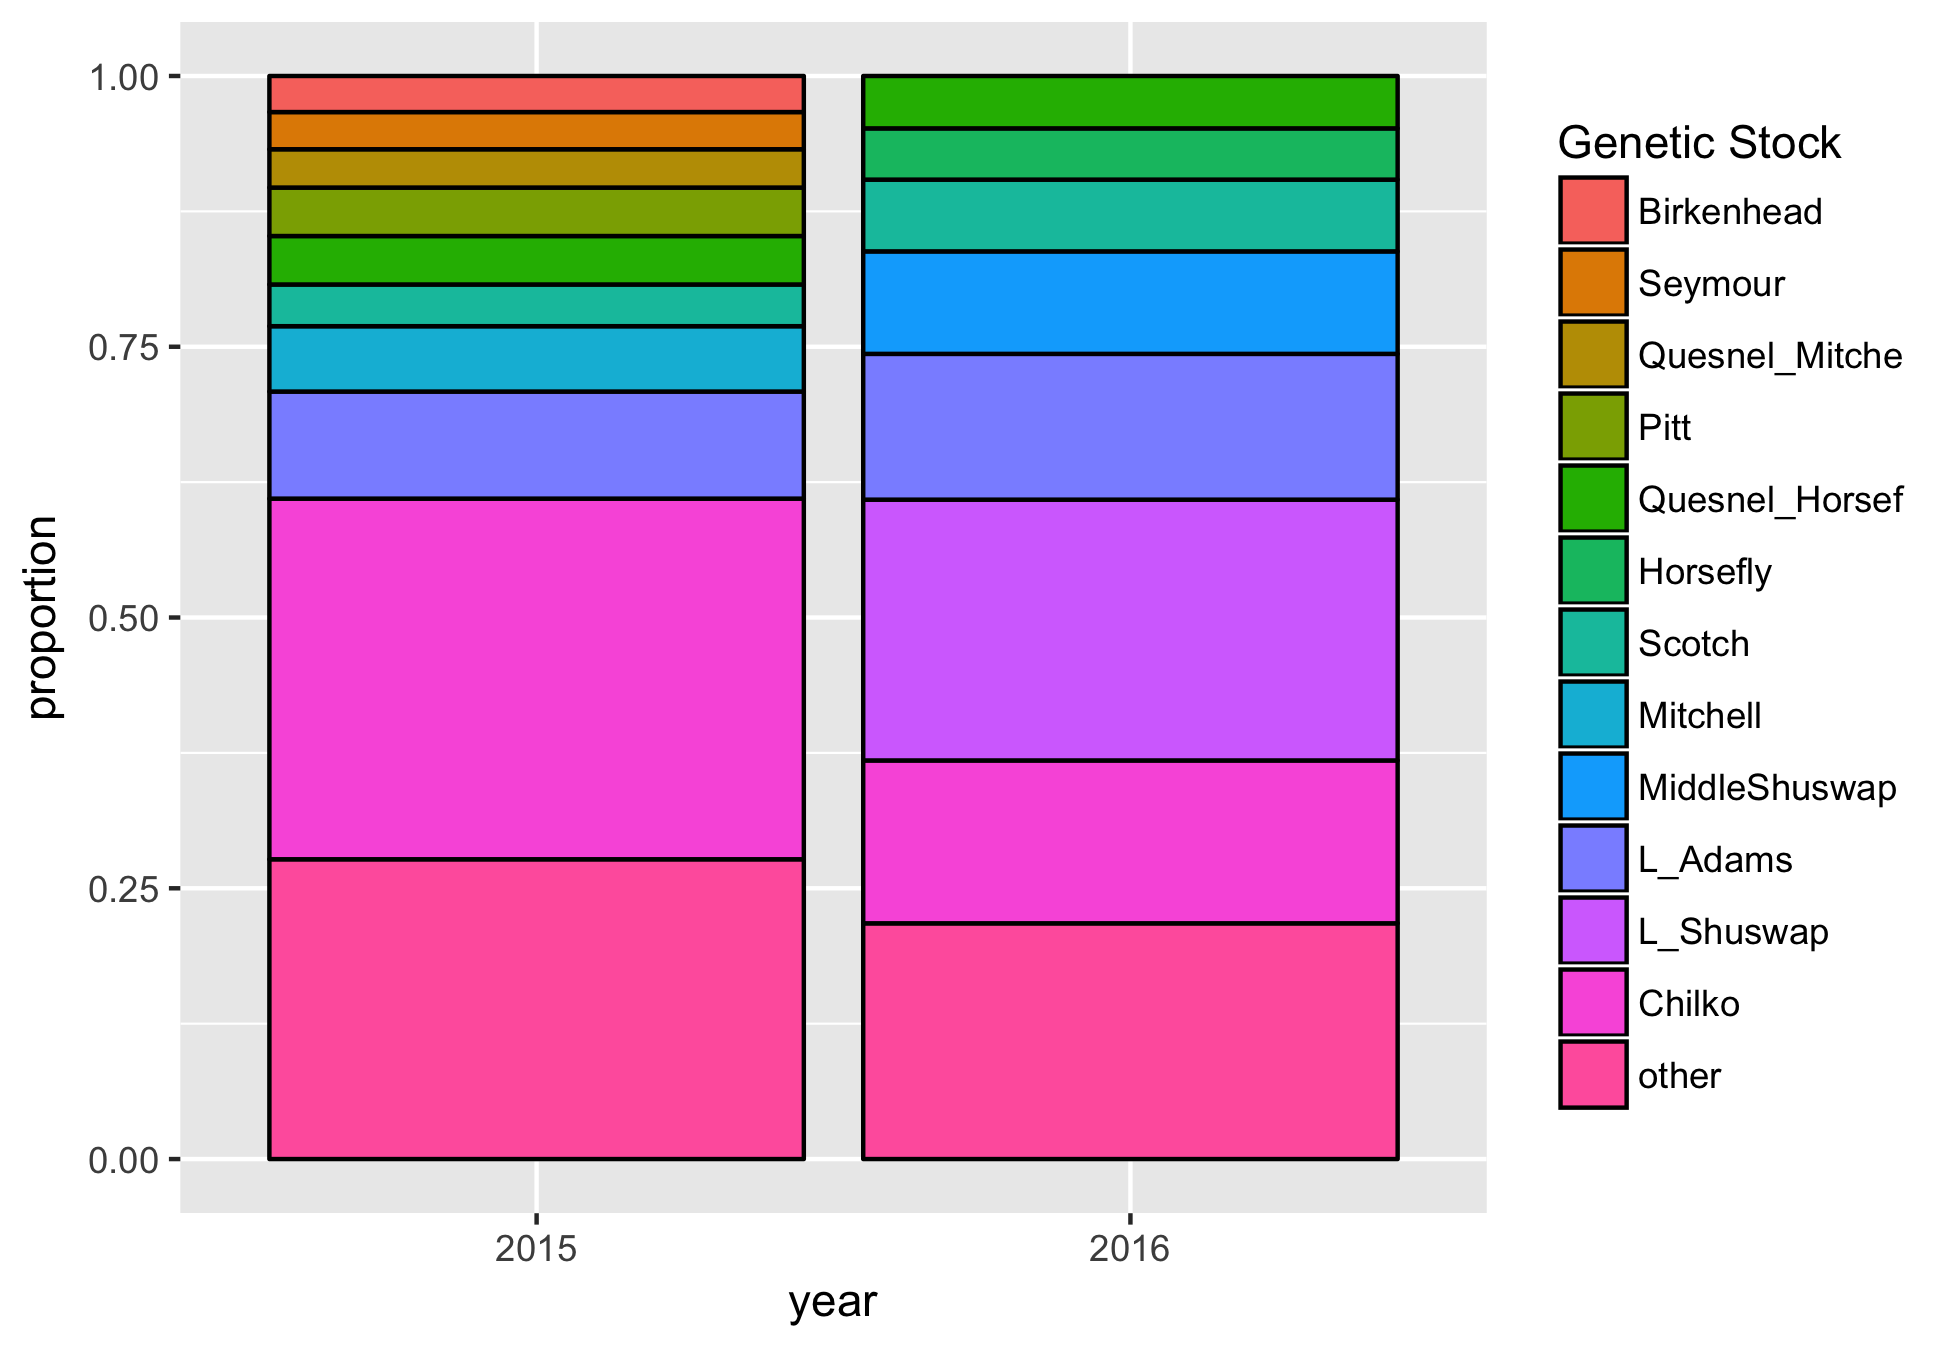 1.00
0.75
0.50
0.25
0.00
proportion
2015
2016
year
Genetic Stock
Birkenhead
Seymour
Quesnel_Mitche
Pitt
Quesnel_Horsef
Horsefly
Scotch
Mitchell
MiddleShuswap
L_Adams
L_Shuswap
Chilko
other